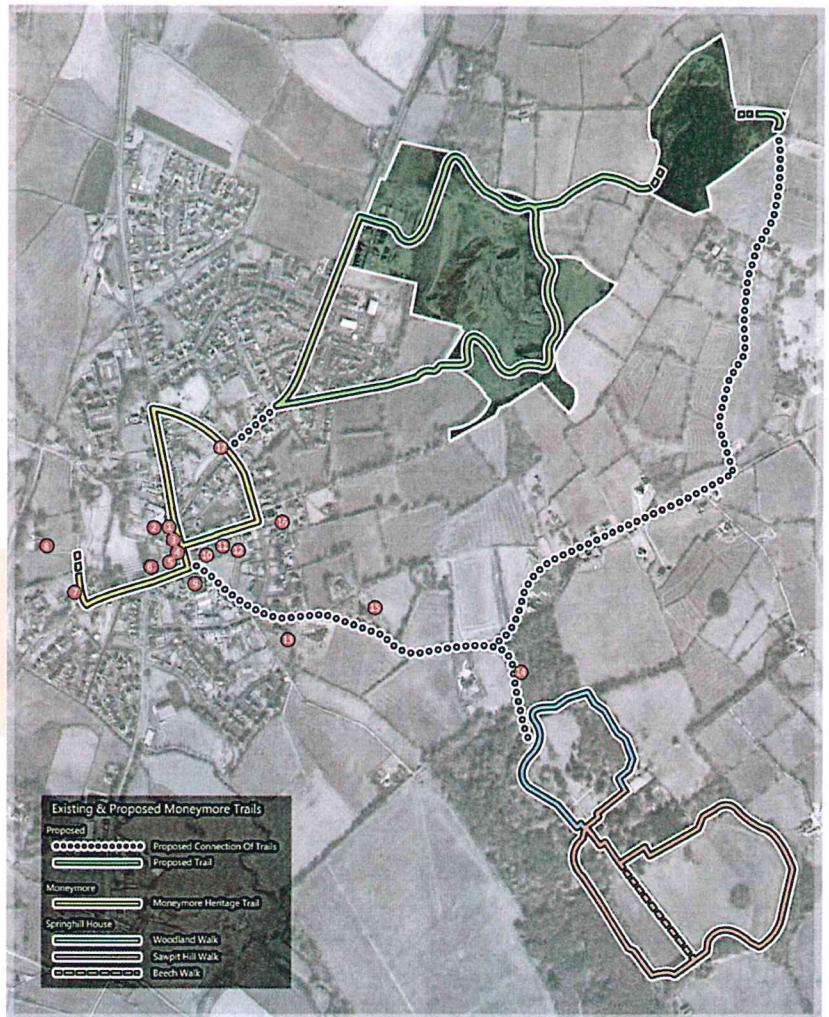 Existing & Proposed Moneymore Trails
Proposed
Proposed Connection Of Trails
Proposed Trail
Moneymore
Moneymore Heritage Trail
Springhill House
Woodland Walk
Sawpit Hill Walk
Beech Walk